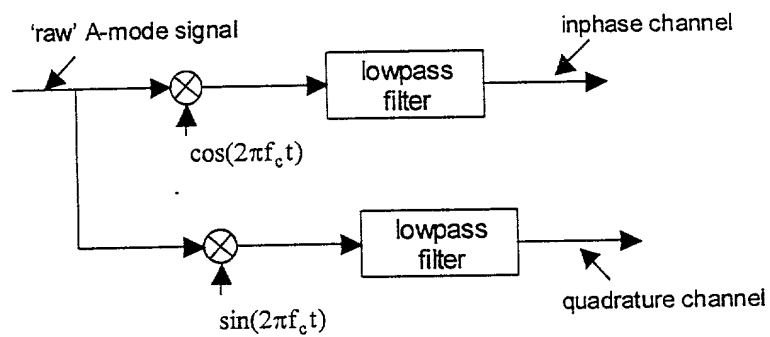 'raw' A-mode signal
inphase channel
lowpass
filter
cos(2πf_ct)
lowpass
filter
sin(2πf_ct)
quadrature channel